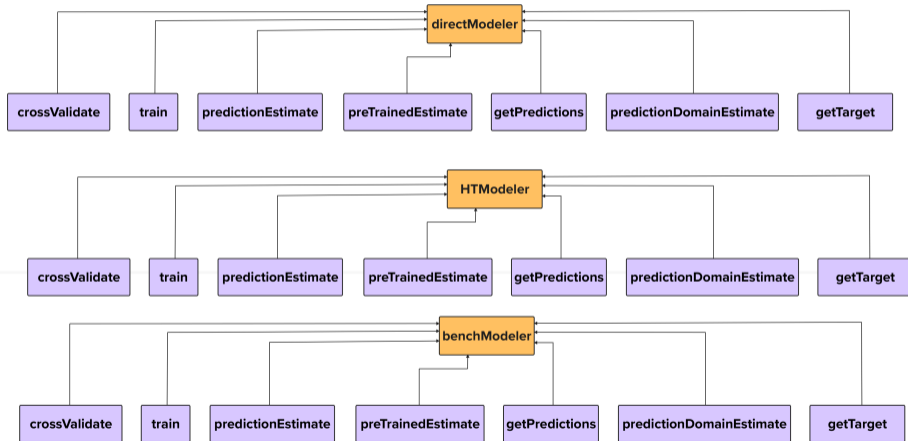 directModeler
crossValidate train predictionEstimate preTrainedEstimate getPredictions predictionDomainEstimate getTarget
HTModeler
crossValidate train predictionEstimate preTrainedEstimate getPredictions predictionDomainEstimate getTarget
benchModeler
crossValidate train predictionEstimate preTrainedEstimate getPredictions predictionDomainEstimate getTarget